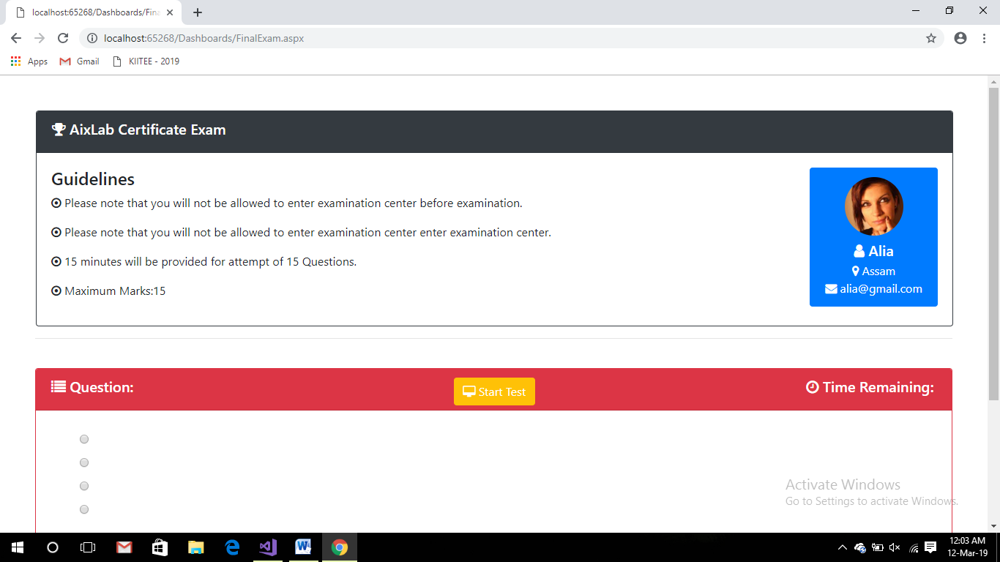 localhost:65268/Dashboards/Fina
localhost:65268/Dashboards/FinalExam.aspx
Apps Gmail KIITEE - 2019
AixLab Certificate Exam
Guidelines
Please note that you will not be allowed to enter examination center before examination.
Please note that you will not be allowed to enter examination center enter examination center.
15 minutes will be provided for attempt of 15 Questions.
Maximum Marks:15
Alia
Assam
alia@gmail.com
Question: Start Test Time Remaining:
Activate Windows
Go to Settings to activate Windows.
12:03 AM
12-Mar-19